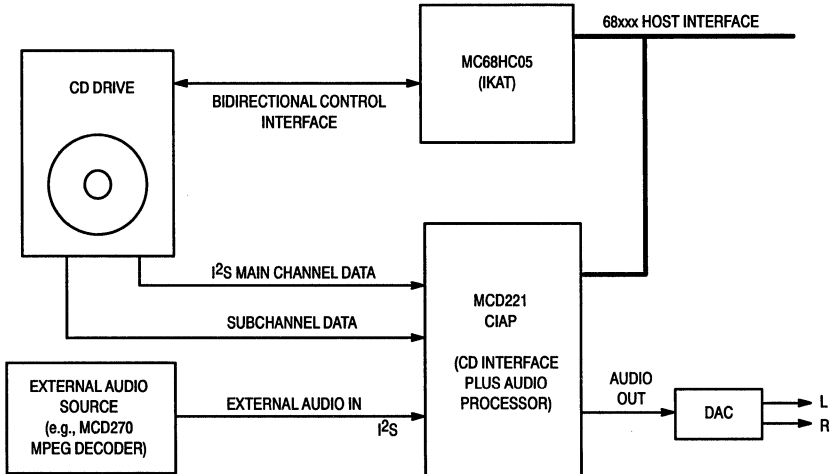 68xxx HOST INTERFACE
CD DRIVE
MC68HC05
(IKAT)
BIDIRECTIONAL CONTROL
INTERFACE
I²S MAIN CHANNEL DATA
SUBCHANNEL DATA
MCD221
CIAP
(CD INTERFACE
PLUS AUDIO
PROCESSOR)
EXTERNAL AUDIO
SOURCE
(e.g., MCD270
MPEG DECODER)
EXTERNAL AUDIO IN
I²S
AUDIO
OUT
DAC
L
R